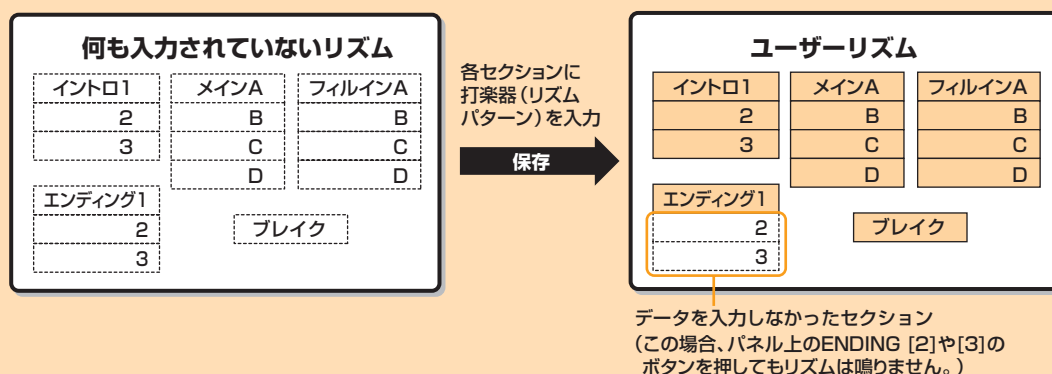 何も入力されていないリズム
イントロ1
2
3
メインA
B
C
D
フィルインA
B
C
D
エンディング1
2
3
ブレイク
各セクションに
打楽器(リズム
パターン)を入力
保存
ユーザーリズム
イントロ1
2
3
メインA
B
C
D
フィルインA
B
C
D
エンディング1
2
3
ブレイク
データを入力しなかったセクション
(この場合、パネル上のENDING [2]や[3]の
ボタンを押してもリズムは鳴りません。)